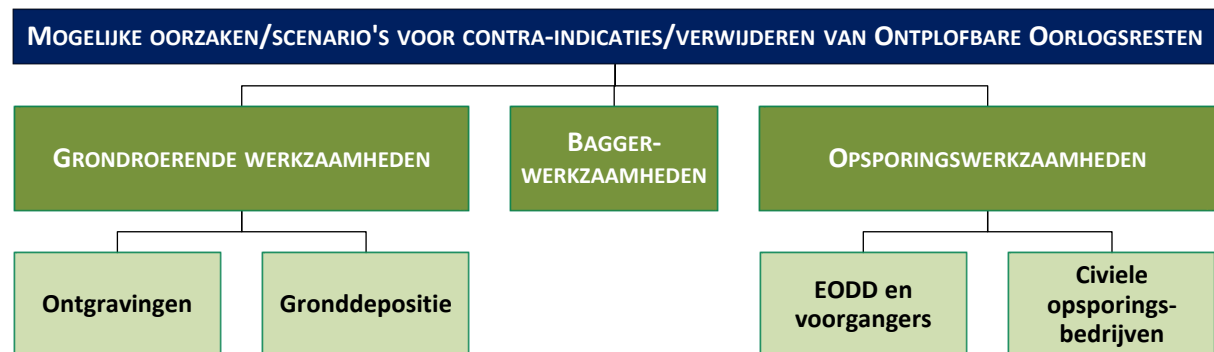 MOGELIJKE OORZAKEN/SCENARIO'S VOOR CONTRA-INDICATIES/VERWIJDEREN VAN ONTPLOFBARE OORLOGSRESTEN
GRONDROERENDE WERKZAAMHEDEN
BAGGER-
WERKZAAMHEDEN
OPSPORINGSWERKZAAMHEDEN
Ontgravingen
Gronddepositie
EODD en
voorgangers
Civiele
opsporings-
bedrijven